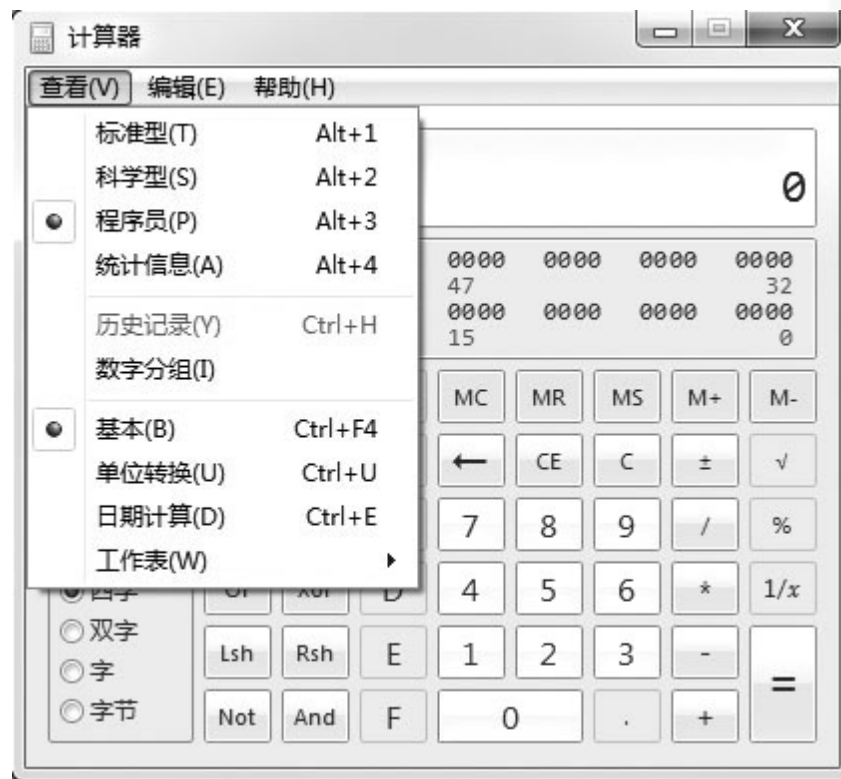 计算器
查看(V) 编辑(E) 帮助(H)
标准型(T) Alt+1
科学型(S) Alt+2
程序员(P) Alt+3
统计信息(A) Alt+4
历史记录(Y) Ctrl+H
数字分组(I)
基本(B) Ctrl+F4
单位转换(U) Ctrl+U
日期计算(D) Ctrl+E
工作表(W)
0
0000 0000 0000 0000
47 32
0000 0000 0000 0000
15 0
MC MR MS M+ M-
← CE C ± √
7 8 9 / %
四字 Or Xor D 4 5 6 * 1/x
双字
字
字节
Lsh Rsh E 1 2 3 - =
Not And F 0 . +